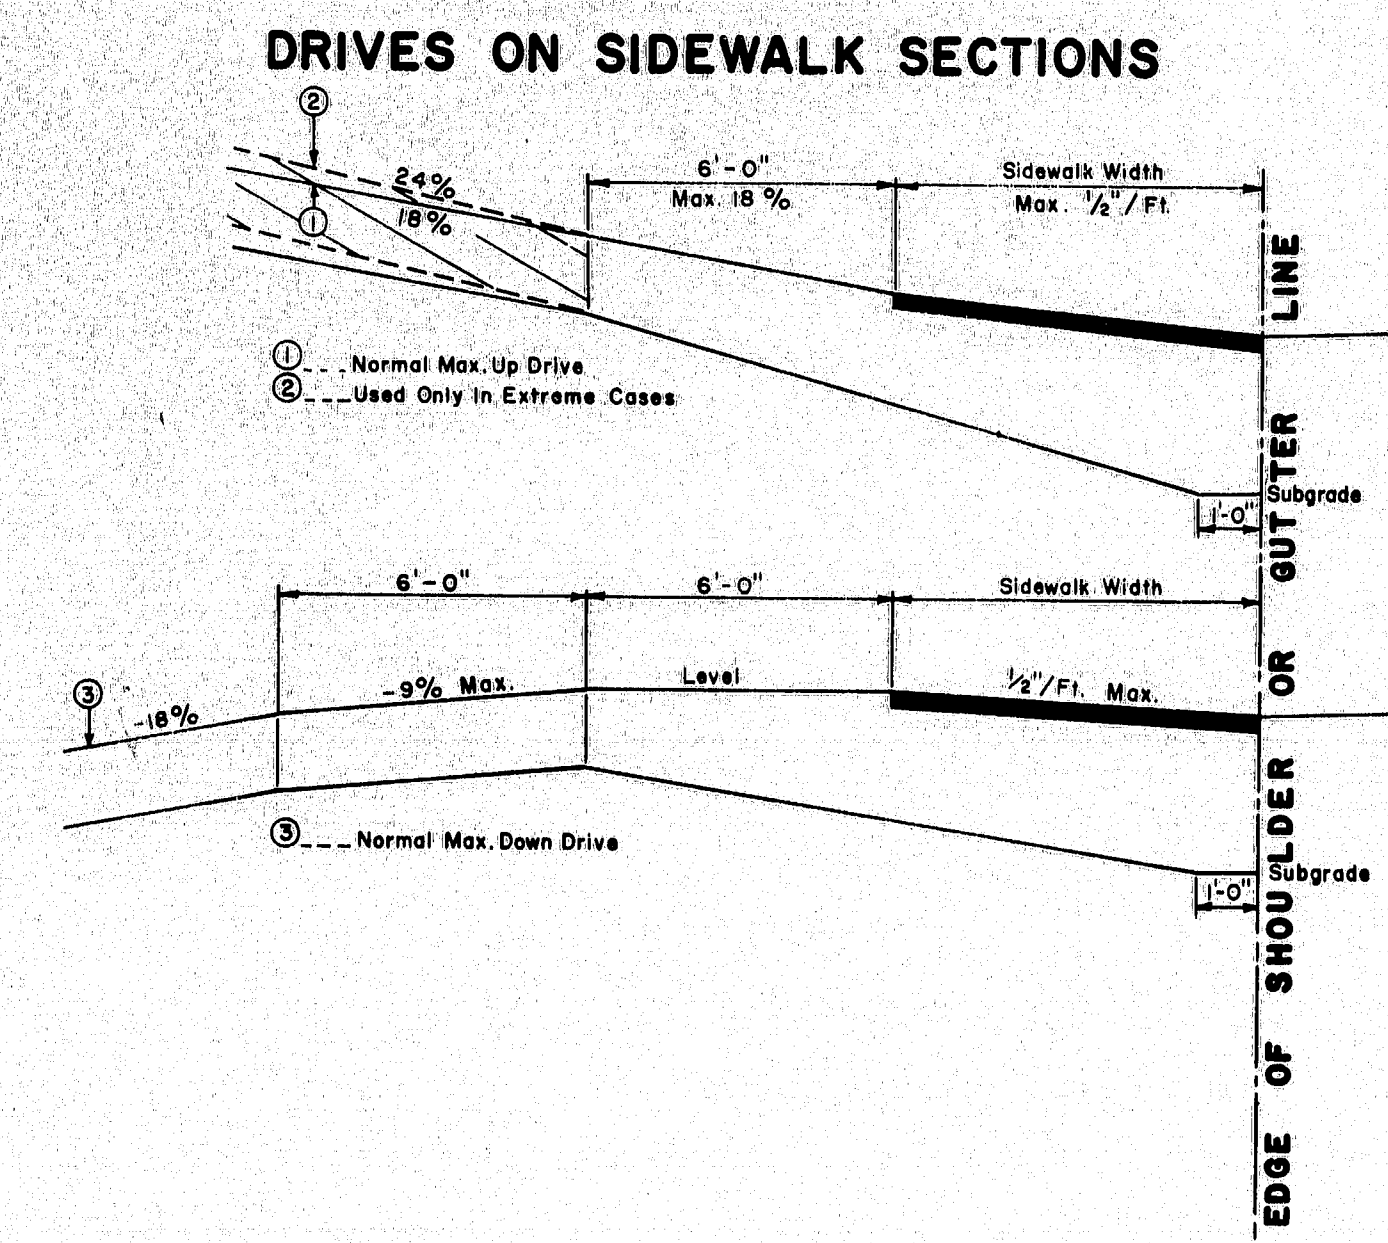 DRIVES ON SIDEWALK SECTIONS
②
24%
18%
①
6'-0"
Max. 18 %
Sidewalk Width
Max. 1/2"/Ft.
① --- Normal Max. Up Drive
② --- Used Only In Extreme Cases
Subgrade
1'-0"
6'-0"
6'-0"
Sidewalk Width
③
-18%
-9% Max.
Level
1/2"/Ft. Max.
③ --- Normal Max. Down Drive
Subgrade
1'-0"
EDGE OF SHOULDER OR GUTTER LINE